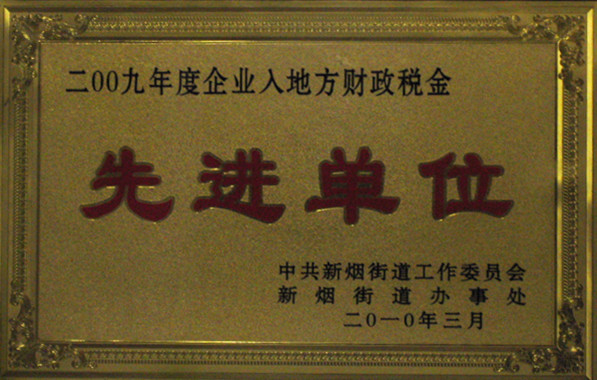 二00九年度企业入地方财政税金
先进单位
中共新烟街道工作委员会
新烟街道办事处
二0一0年三月